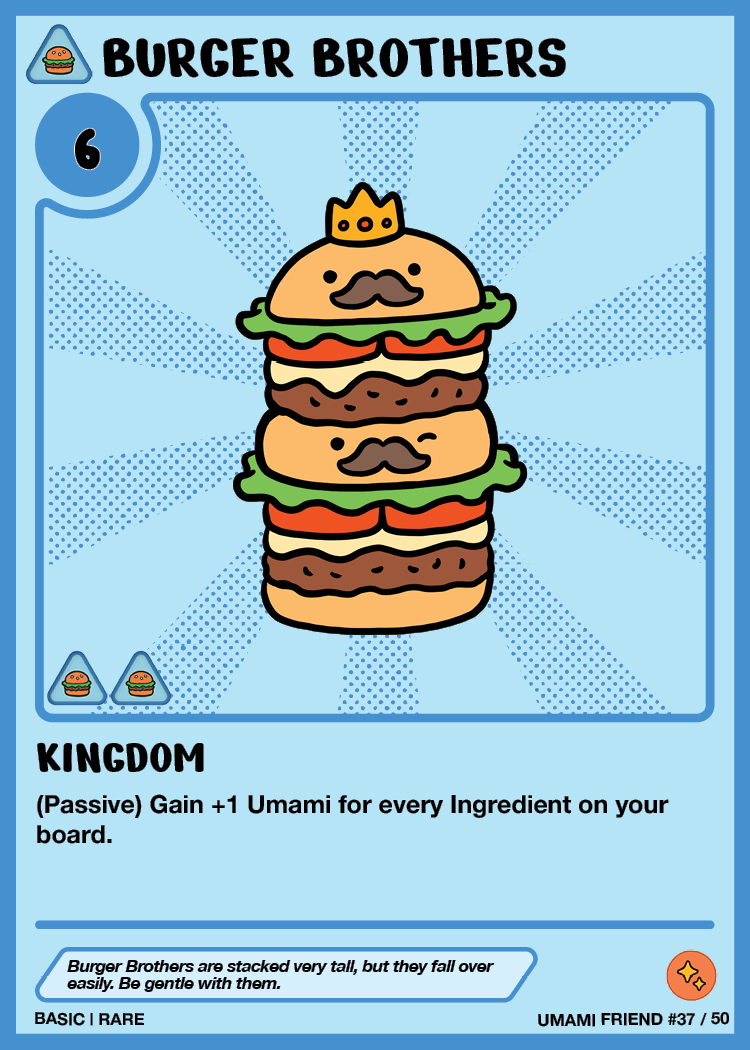 BURGER BROTHERS
6
KINGDOM
(Passive) Gain +1 Umami for every Ingredient on your
board.
Burger Brothers are stacked very tall, but they fall over
easily. Be gentle with them.
BASIC | RARE
UMAMI FRIEND #37 / 50